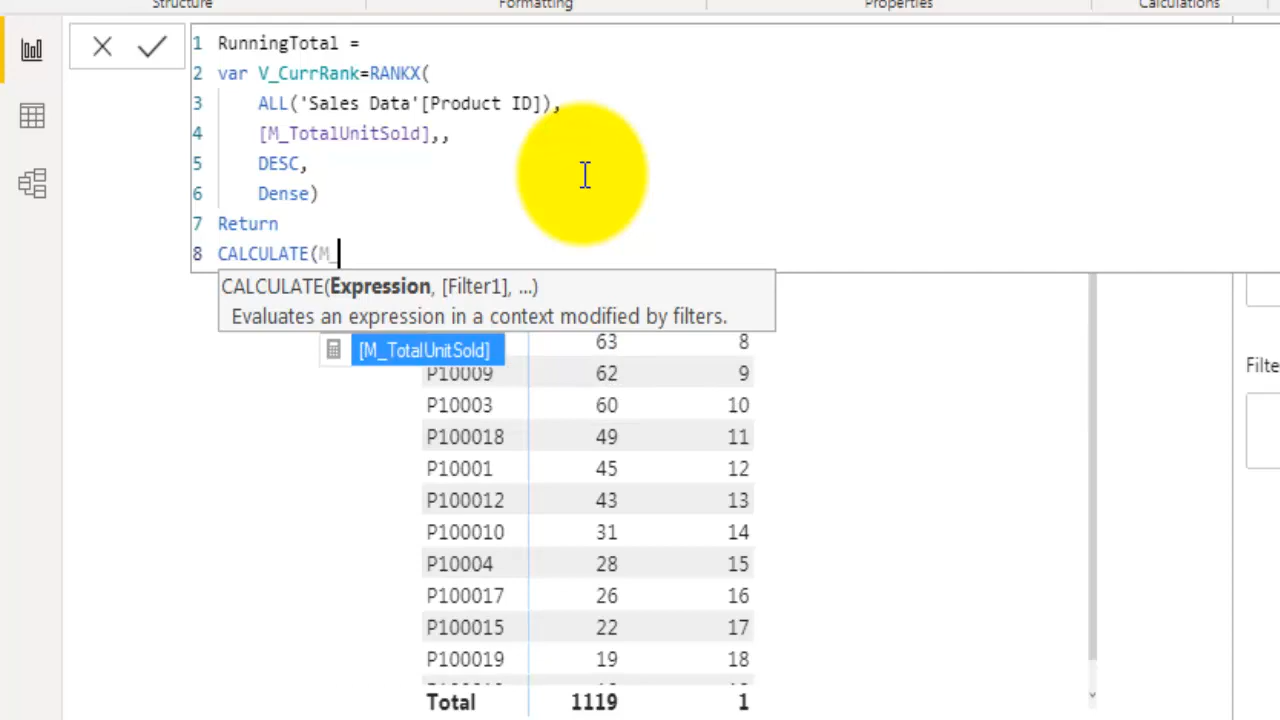 Structure Formatting Properties Calculations
1 RunningTotal =
2 var V_CurrRank=RANKX(
3 ALL('Sales Data'[Product ID]),
4 [M_TotalUnitSold],,
5 DESC,
6 Dense)
7 Return
8 CALCULATE(M_
CALCULATE(Expression, [Filter1], ...)
Evaluates an expression in a context modified by filters.
[M_TotalUnitSold]
63 8
P10009 62 9
Filte
P10003 60 10
P100018 49 11
P10001 45 12
P100012 43 13
P100010 31 14
P10004 28 15
P100017 26 16
P100015 22 17
P100019 19 18
Total 1119 1